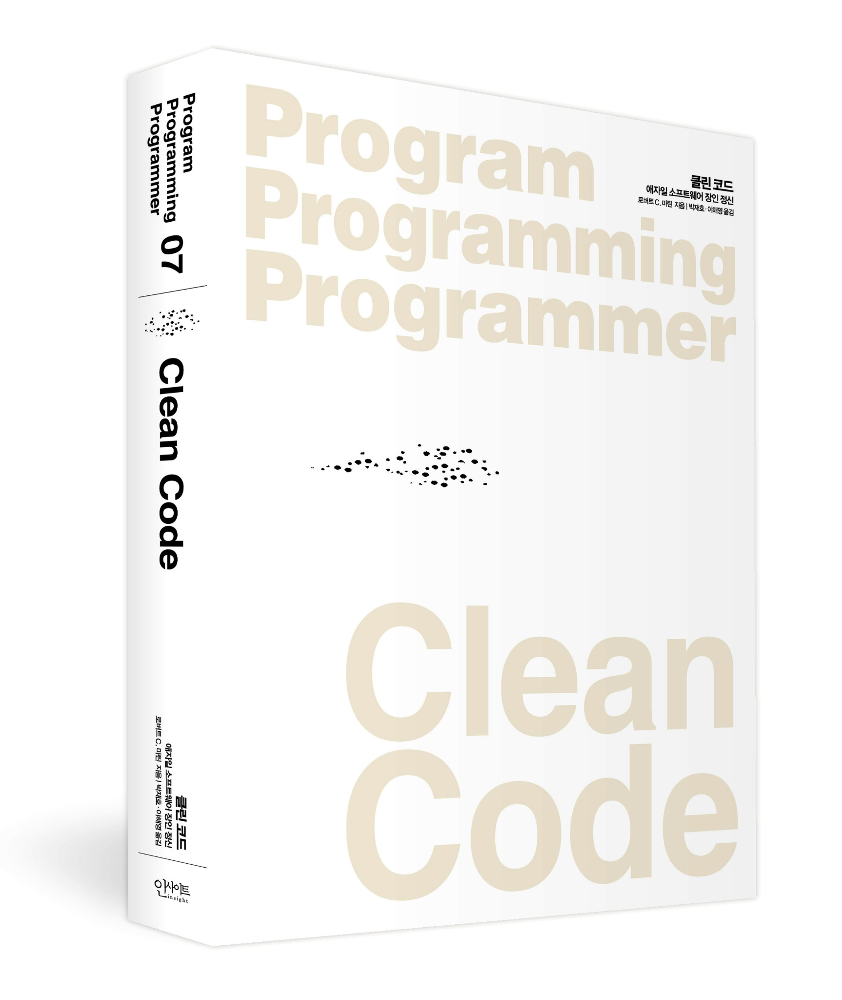 Program
Programming
Programmer
07
Clean Code
클린 코드
애자일 소프트웨어 장인 정신
로버트 C. 마틴 지음 | 박재호 · 이해영 옮김
인사이트
insight
Program
Programming
Programmer
클린 코드
애자일 소프트웨어 장인 정신
로버트 C. 마틴 지음 | 박재호 · 이해영 옮김
Clean
Code